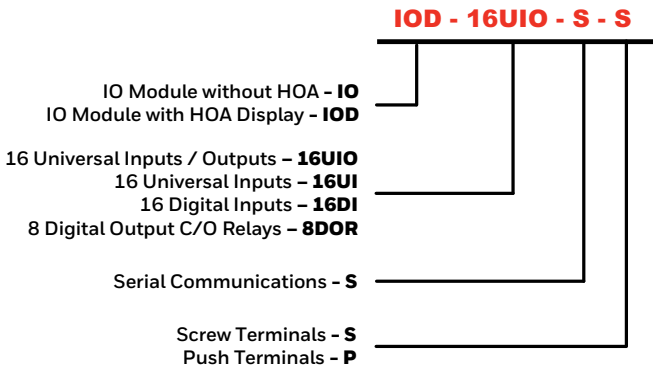 IOD - 16UIO - S - S
IO Module without HOA - IO
IO Module with HOA Display - IOD
16 Universal Inputs / Outputs – 16UIO
16 Universal Inputs – 16UI
16 Digital Inputs – 16DI
8 Digital Output C/O Relays – 8DOR
Serial Communications - S
Screw Terminals - S
Push Terminals - P